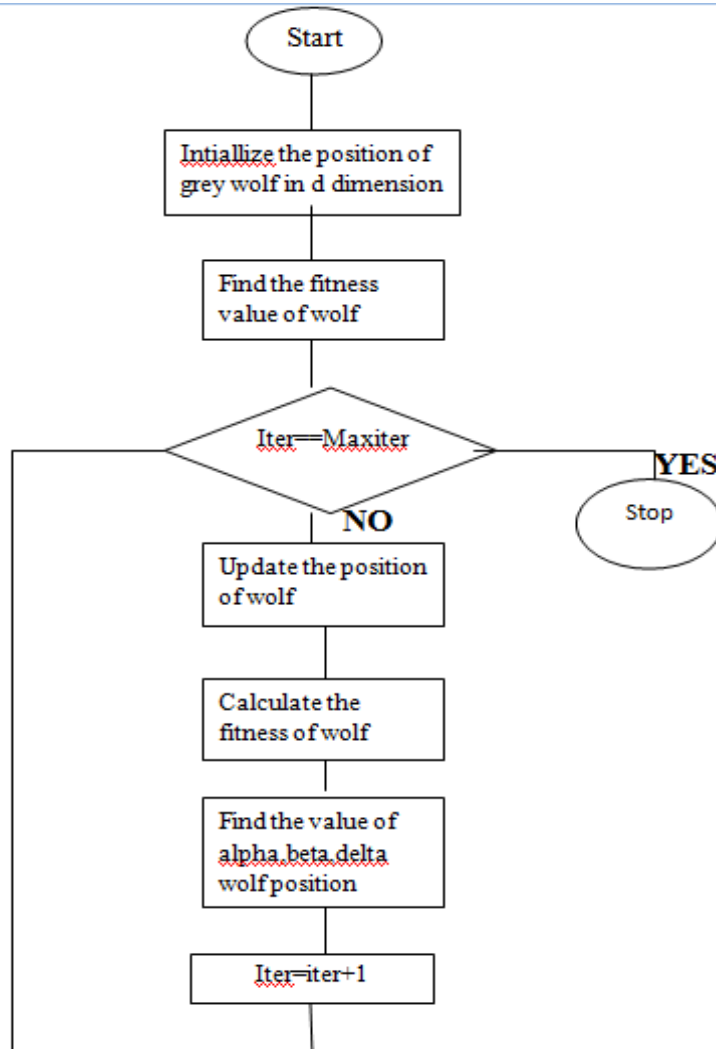 Start
Intiallize the position of
grey wolf in d dimension
Find the fitness
value of wolf
Iter==Maxiter
YES
Stop
NO
Update the position
of wolf
Calculate the
fitness of wolf
Find the value of
alpha,beta,delta
wolf position
Iter=iter+1